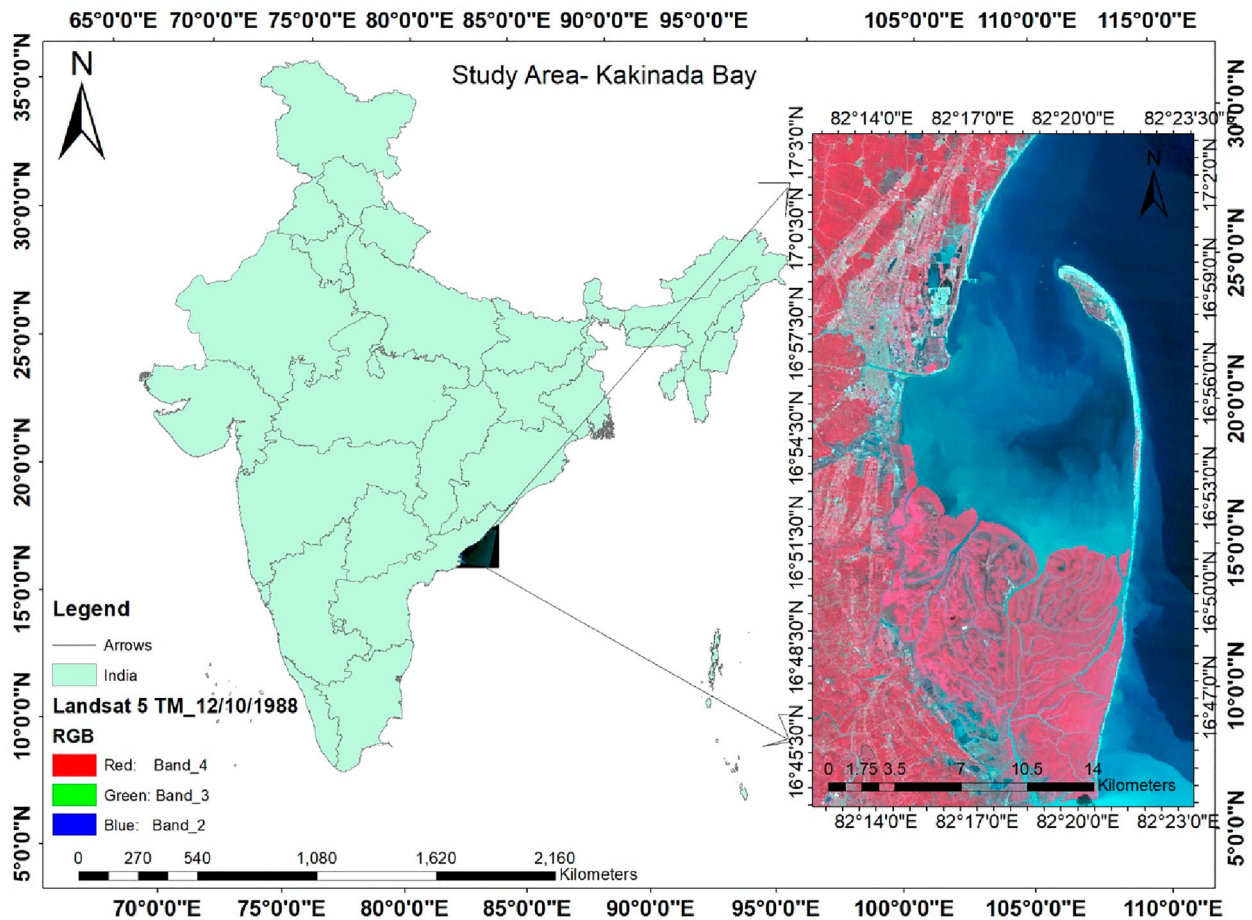 65°0'0"N 70°0'0"E 75°0'0"E 80°0'0"E 85°0'0"E 90°0'0"E 95°0'0"E 105°0'0"E 110°0'0"E 115°0'0"E
N
Study Area- Kakinada Bay
35°0'0"N
30°0'0"N
25°0'0"N
20°0'0"N
15°0'0"N
10°0'0"N
5°0'0"N
82°14'0"E 82°17'0"E 82°20'0"E 82°23'30"E
N
17°3'0"N
17°0'30"N
16°57'30"N
16°54'30"N
16°51'30"N
16°48'30"N
16°45'30"N
17°2'0"N
16°59'0"N
16°56'0"N
16°53'0"N
16°50'0"N
16°47'0"N
30°0'0"N
25°0'0"N
20°0'0"N
15°0'0"N
10°0'0"N
5°0'0"N
0 1.75 3.5 7 10.5 14
Kilometers
82°14'0"E 82°17'0"E 82°20'0"E 82°23'0"E
Legend
Arrows
India
Landsat 5 TM_12/10/1988
RGB
Red: Band_4
Green: Band_3
Blue: Band_2
0 270 540 1,080 1,620 2,160
Kilometers
70°0'0"E 75°0'0"E 80°0'0"E 85°0'0"E 90°0'0"E 95°0'0"E 100°0'0"E 105°0'0"E 110°0'0"E